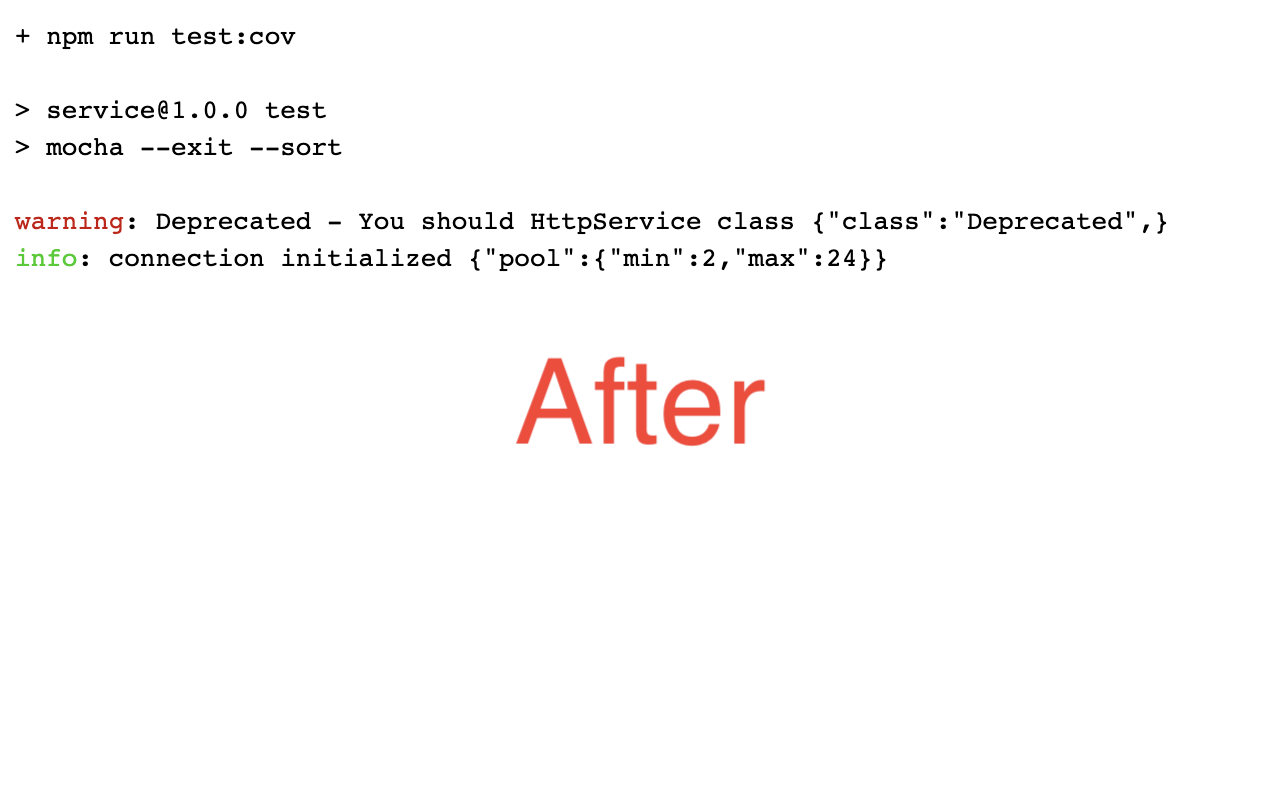 + npm run test:cov
> service@1.0.0 test
> mocha --exit --sort
warning: Deprecated - You should HttpService class {"class":"Deprecated",}
info: connection initialized {"pool":{"min":2,"max":24}}
After